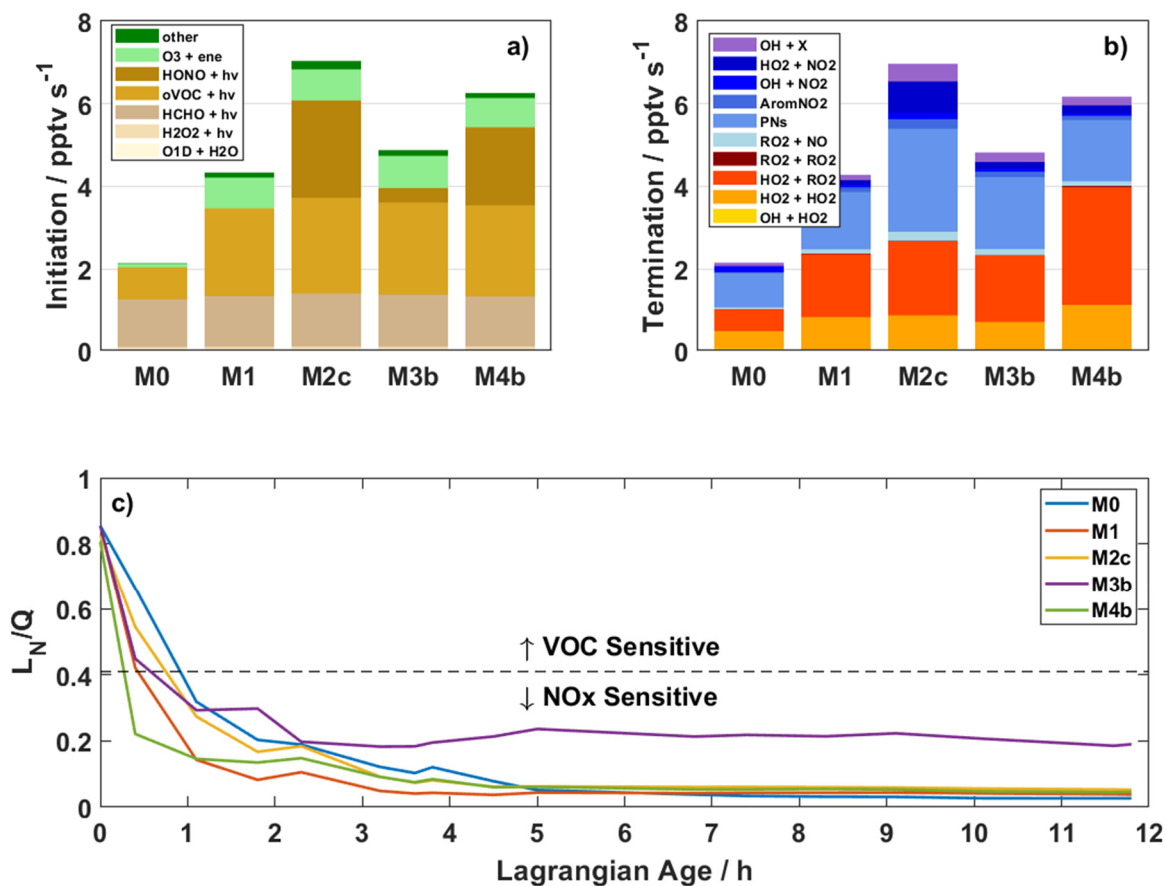 a)
Initiation / pptv s⁻¹
8
6
4
2
0
other
O3 + ene
HONO + hv
oVOC + hv
HCHO + hv
H2O2 + hv
O1D + H2O
M0 M1 M2c M3b M4b
b)
Termination / pptv s⁻¹
8
6
4
2
0
OH + X
HO2 + NO2
OH + NO2
AromNO2
PNs
RO2 + NO
RO2 + RO2
HO2 + RO2
HO2 + HO2
OH + HO2
M0 M1 M2c M3b M4b
c)
L_N/Q
1
0.8
0.6
0.4
0.2
0
↑ VOC Sensitive
↓ NOx Sensitive
M0
M1
M2c
M3b
M4b
0 1 2 3 4 5 6 7 8 9 10 11 12
Lagrangian Age / h